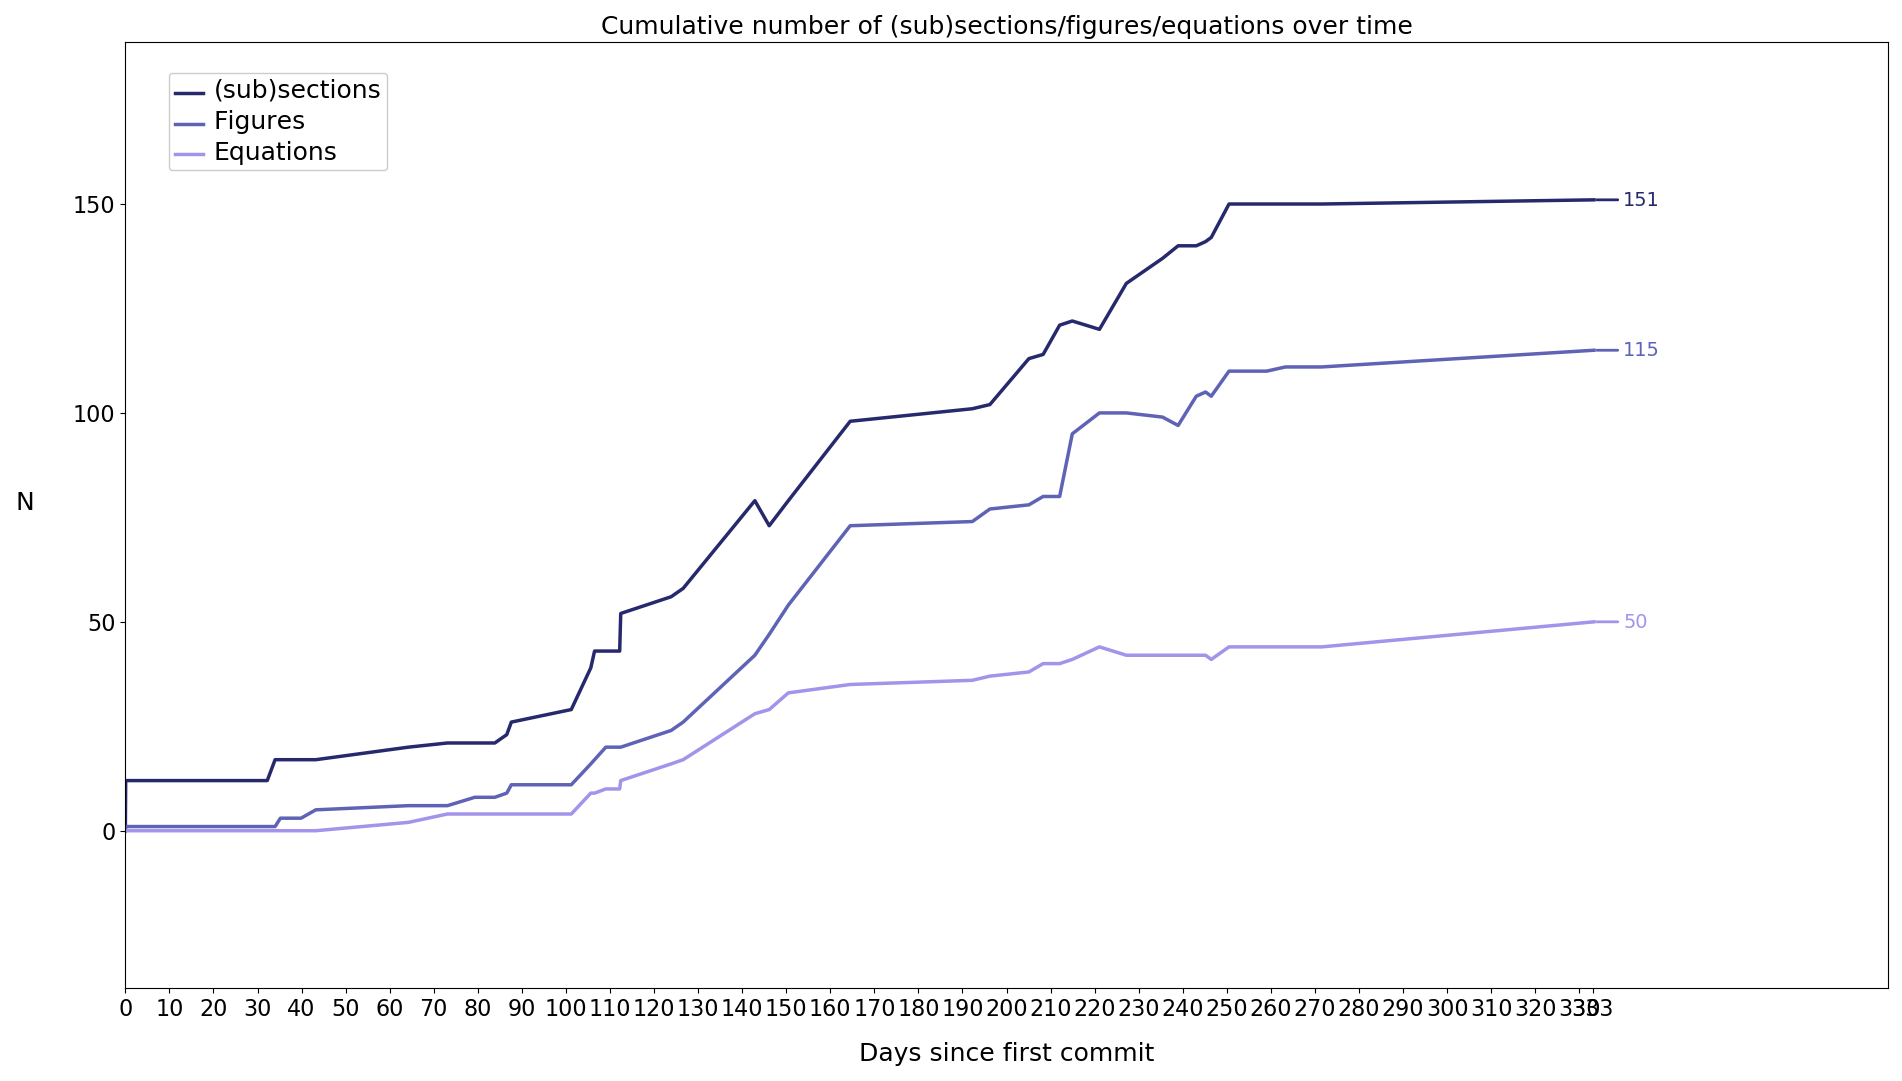 Cumulative number of (sub)sections/figures/equations over time
(sub)sections
Figures
Equations
150
100
50
0
N
151
115
50
0 10 20 30 40 50 60 70 80 90 100 110 120 130 140 150 160 170 180 190 200 210 220 230 240 250 260 270 280 290 300 310 320 330 333
Days since first commit